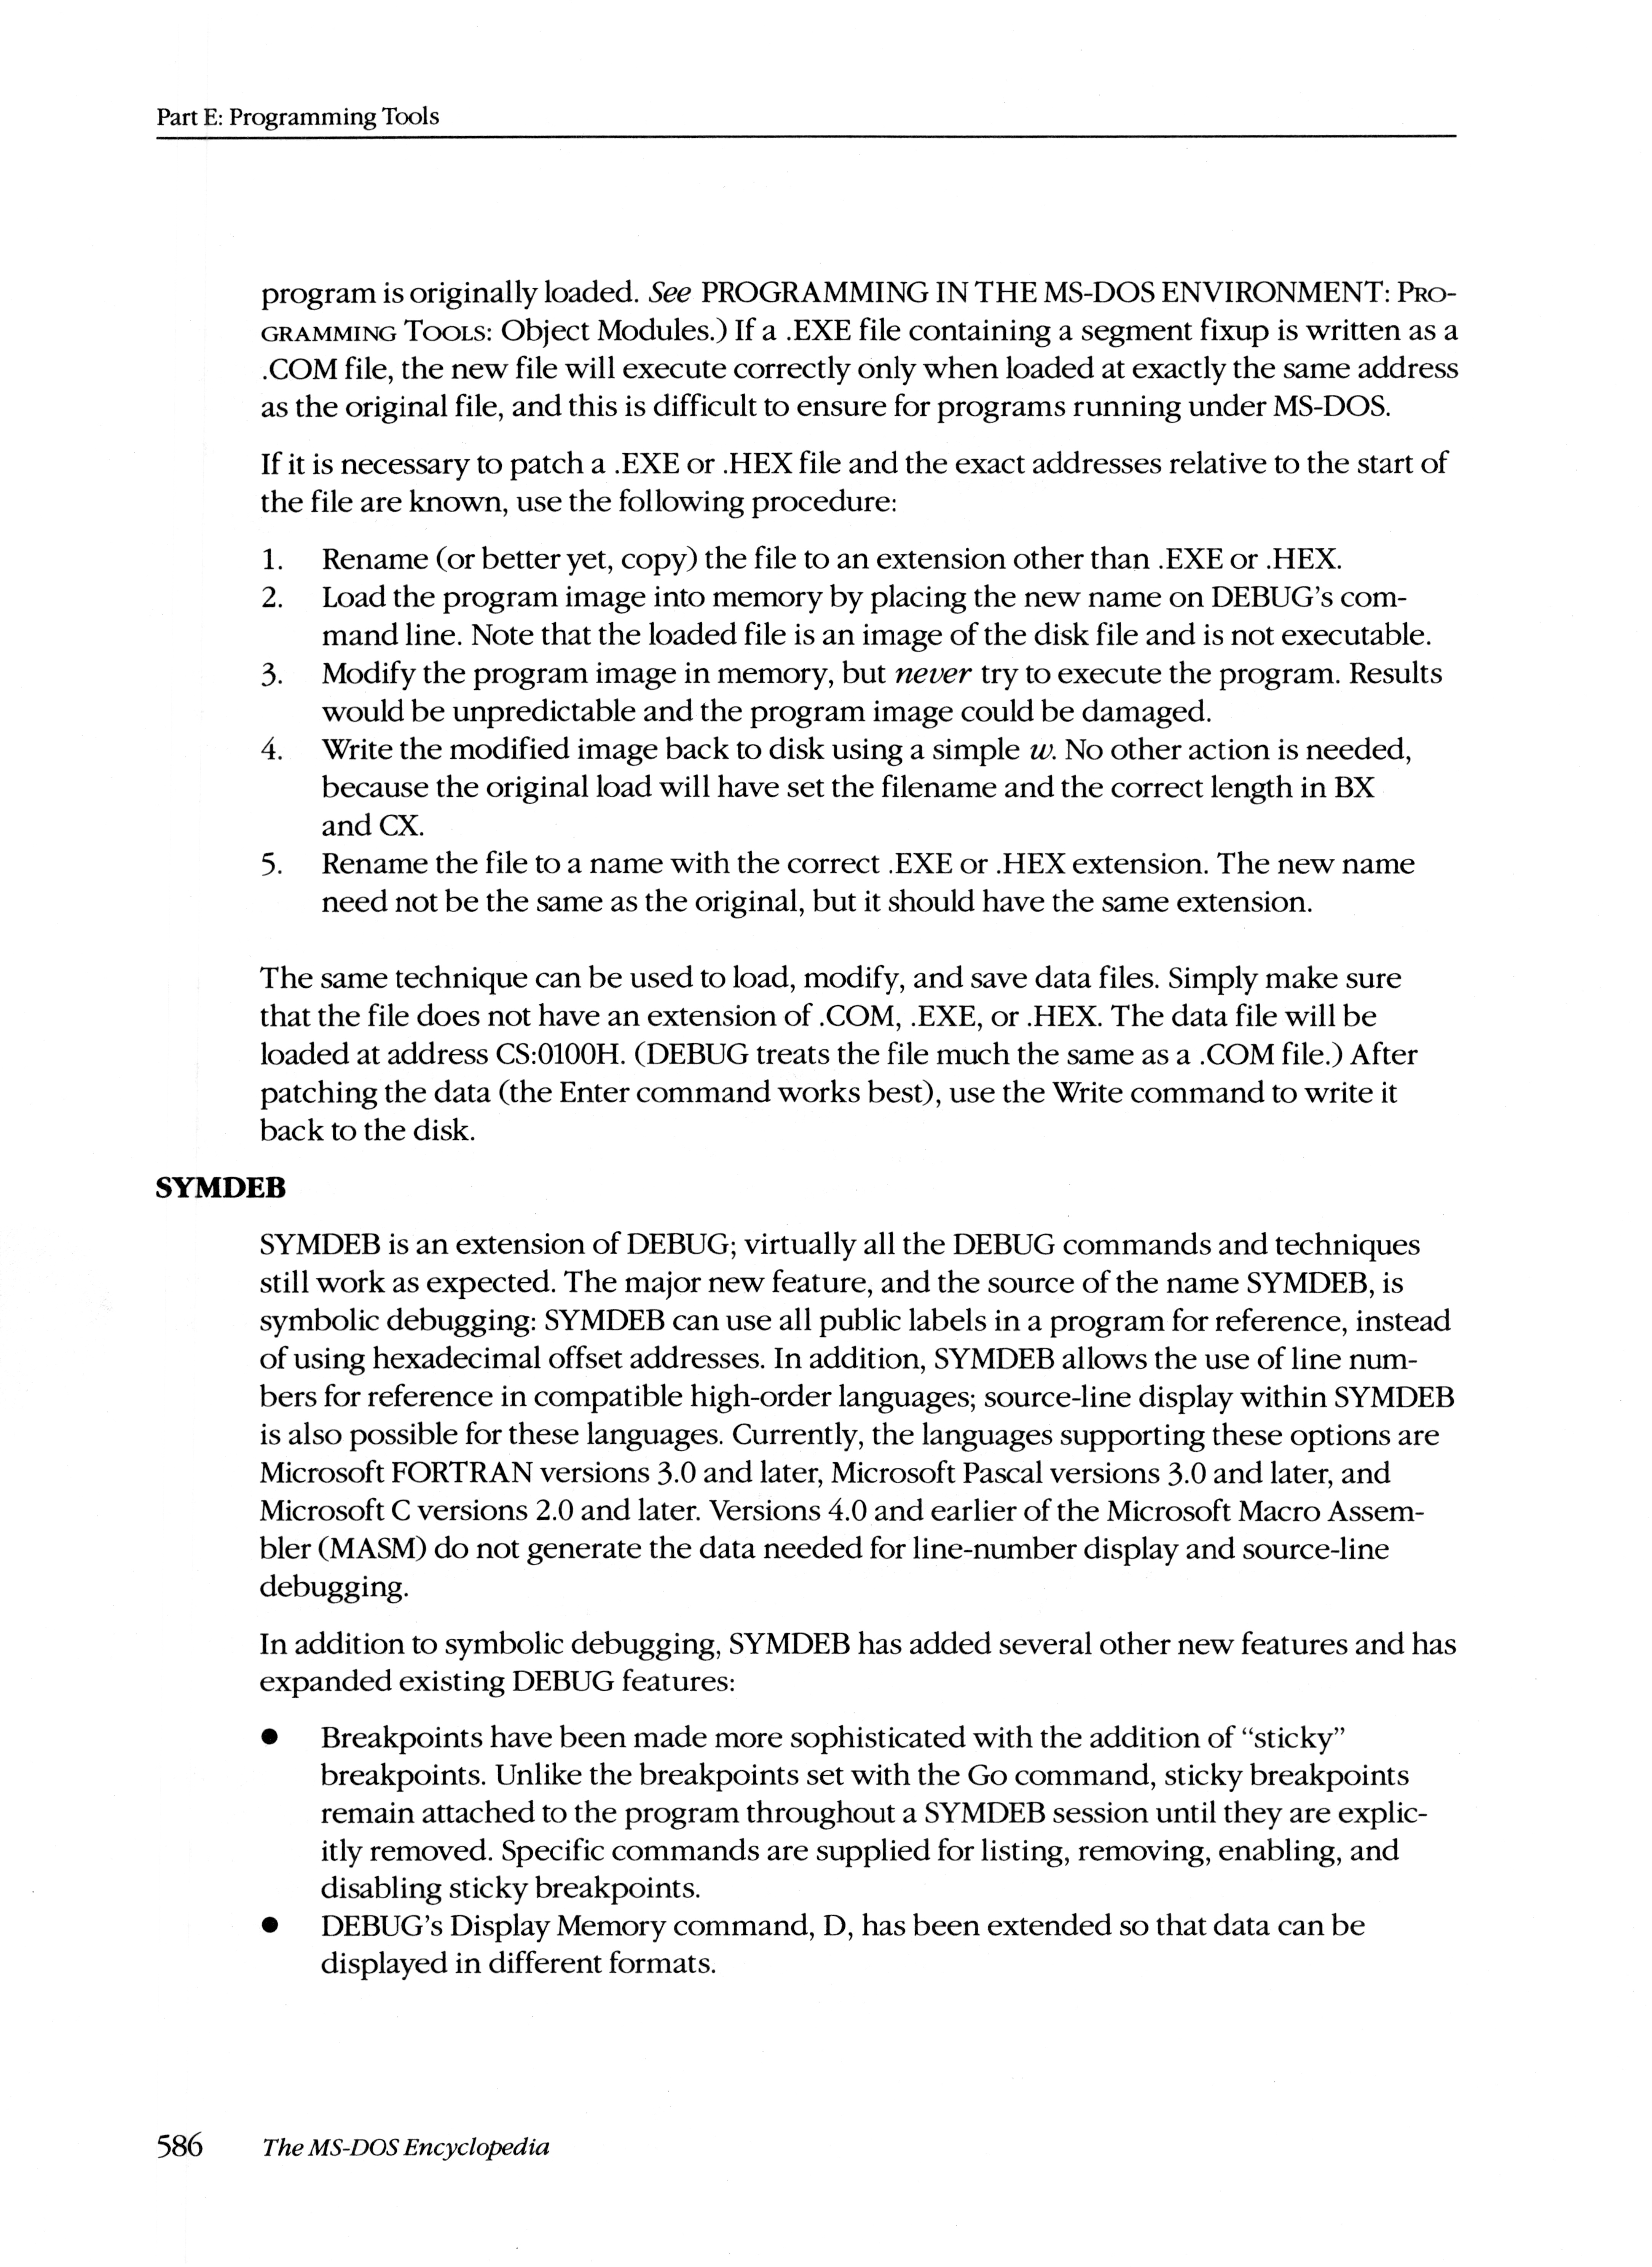 Part E: Programming Tools
program is originally loaded. See PROGRAMMING IN THE MS-DOS ENVIRONMENT: PRO-
GRAMMING TOOLS: Object Modules.) If a .EXE file containing a segment fixup is written as a
.COM file, the new file will execute correctly only when loaded at exactly the same address
as the original file, and this is difficult to ensure for programs running under MS-DOS.
If it is necessary to patch a .EXE or .HEX file and the exact addresses relative to the start of
the file are known, use the following procedure:
1. Rename (or better yet, copy) the file to an extension other than .EXE or .HEX.
2. Load the program image into memory by placing the new name on DEBUG's com-
mand line. Note that the loaded file is an image of the disk file and is not executable.
3. Modify the program image in memory, but never try to execute the program. Results
would be unpredictable and the program image could be damaged.
4. Write the modified image back to disk using a simple w. No other action is needed,
because the original load will have set the filename and the correct length in BX
and CX.
5. Rename the file to a name with the correct .EXE or .HEX extension. The new name
need not be the same as the original, but it should have the same extension.
The same technique can be used to load, modify, and save data files. Simply make sure
that the file does not have an extension of .COM, .EXE, or .HEX. The data file will be
loaded at address CS:0100H. (DEBUG treats the file much the same as a .COM file.) After
patching the data (the Enter command works best), use the Write command to write it
back to the disk.
SYMDEB
SYMDEB is an extension of DEBUG; virtually all the DEBUG commands and techniques
still work as expected. The major new feature, and the source of the name SYMDEB, is
symbolic debugging: SYMDEB can use all public labels in a program for reference, instead
of using hexadecimal offset addresses. In addition, SYMDEB allows the use of line num-
bers for reference in compatible high-order languages; source-line display within SYMDEB
is also possible for these languages. Currently, the languages supporting these options are
Microsoft FORTRAN versions 3.0 and later, Microsoft Pascal versions 3.0 and later, and
Microsoft C versions 2.0 and later. Versions 4.0 and earlier of the Microsoft Macro Assem-
bler (MASM) do not generate the data needed for line-number display and source-line
debugging.
In addition to symbolic debugging, SYMDEB has added several other new features and has
expanded existing DEBUG features:
● Breakpoints have been made more sophisticated with the addition of “sticky”
breakpoints. Unlike the breakpoints set with the Go command, sticky breakpoints
remain attached to the program throughout a SYMDEB session until they are explic-
itly removed. Specific commands are supplied for listing, removing, enabling, and
disabling sticky breakpoints.
● DEBUG's Display Memory command, D, has been extended so that data can be
displayed in different formats.
586 The MS-DOS Encyclopedia